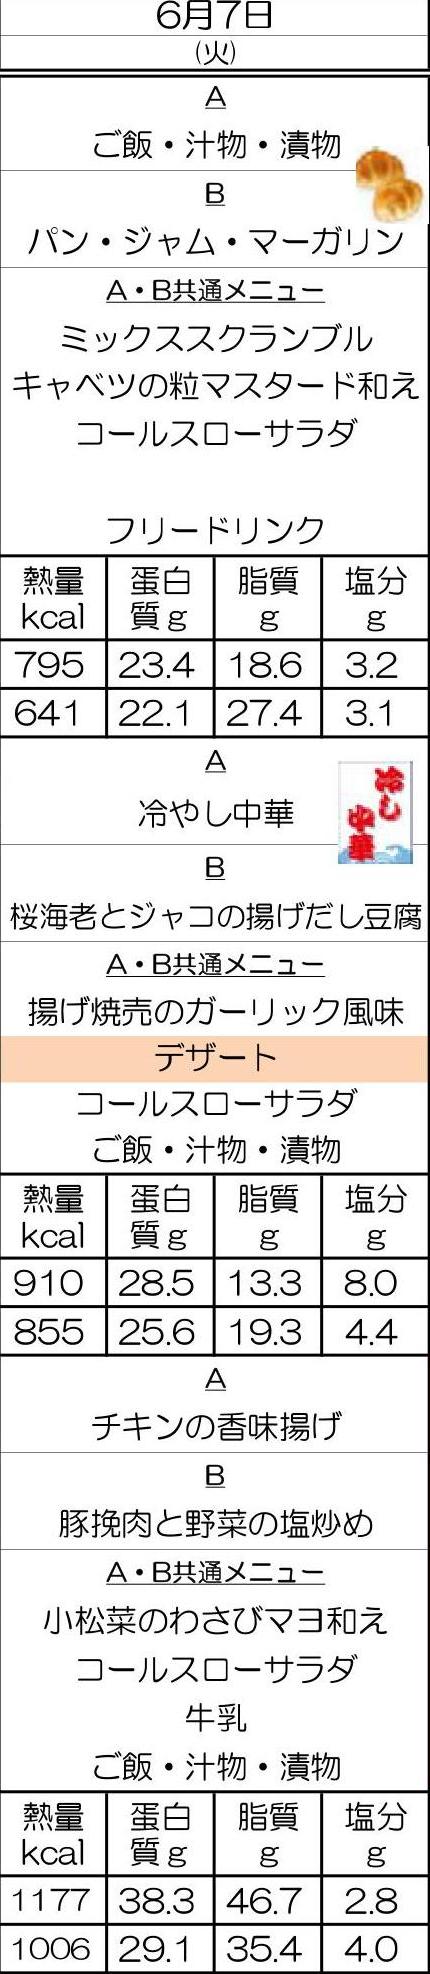 6月7日
(火)
A
ご飯・汁物・漬物
B
パン・ジャム・マーガリン
A・B共通メニュー
ミックススクランブル
キャベツの粒マスタード和え
コールスローサラダ
フリードリンク
熱量 kcal 蛋白質g 脂質 g 塩分 g
795 23.4 18.6 3.2
641 22.1 27.4 3.1
A
冷やし中華
冷し中華
B
桜海老とジャコの揚げだし豆腐
A・B共通メニュー
揚げ焼売のガーリック風味
デザート
コールスローサラダ
ご飯・汁物・漬物
熱量 kcal 蛋白質g 脂質 g 塩分 g
910 28.5 13.3 8.0
855 25.6 19.3 4.4
A
チキンの香味揚げ
B
豚挽肉と野菜の塩炒め
A・B共通メニュー
小松菜のわさびマヨ和え
コールスローサラダ
牛乳
ご飯・汁物・漬物
熱量 kcal 蛋白質g 脂質 g 塩分 g
1177 38.3 46.7 2.8
1006 29.1 35.4 4.0